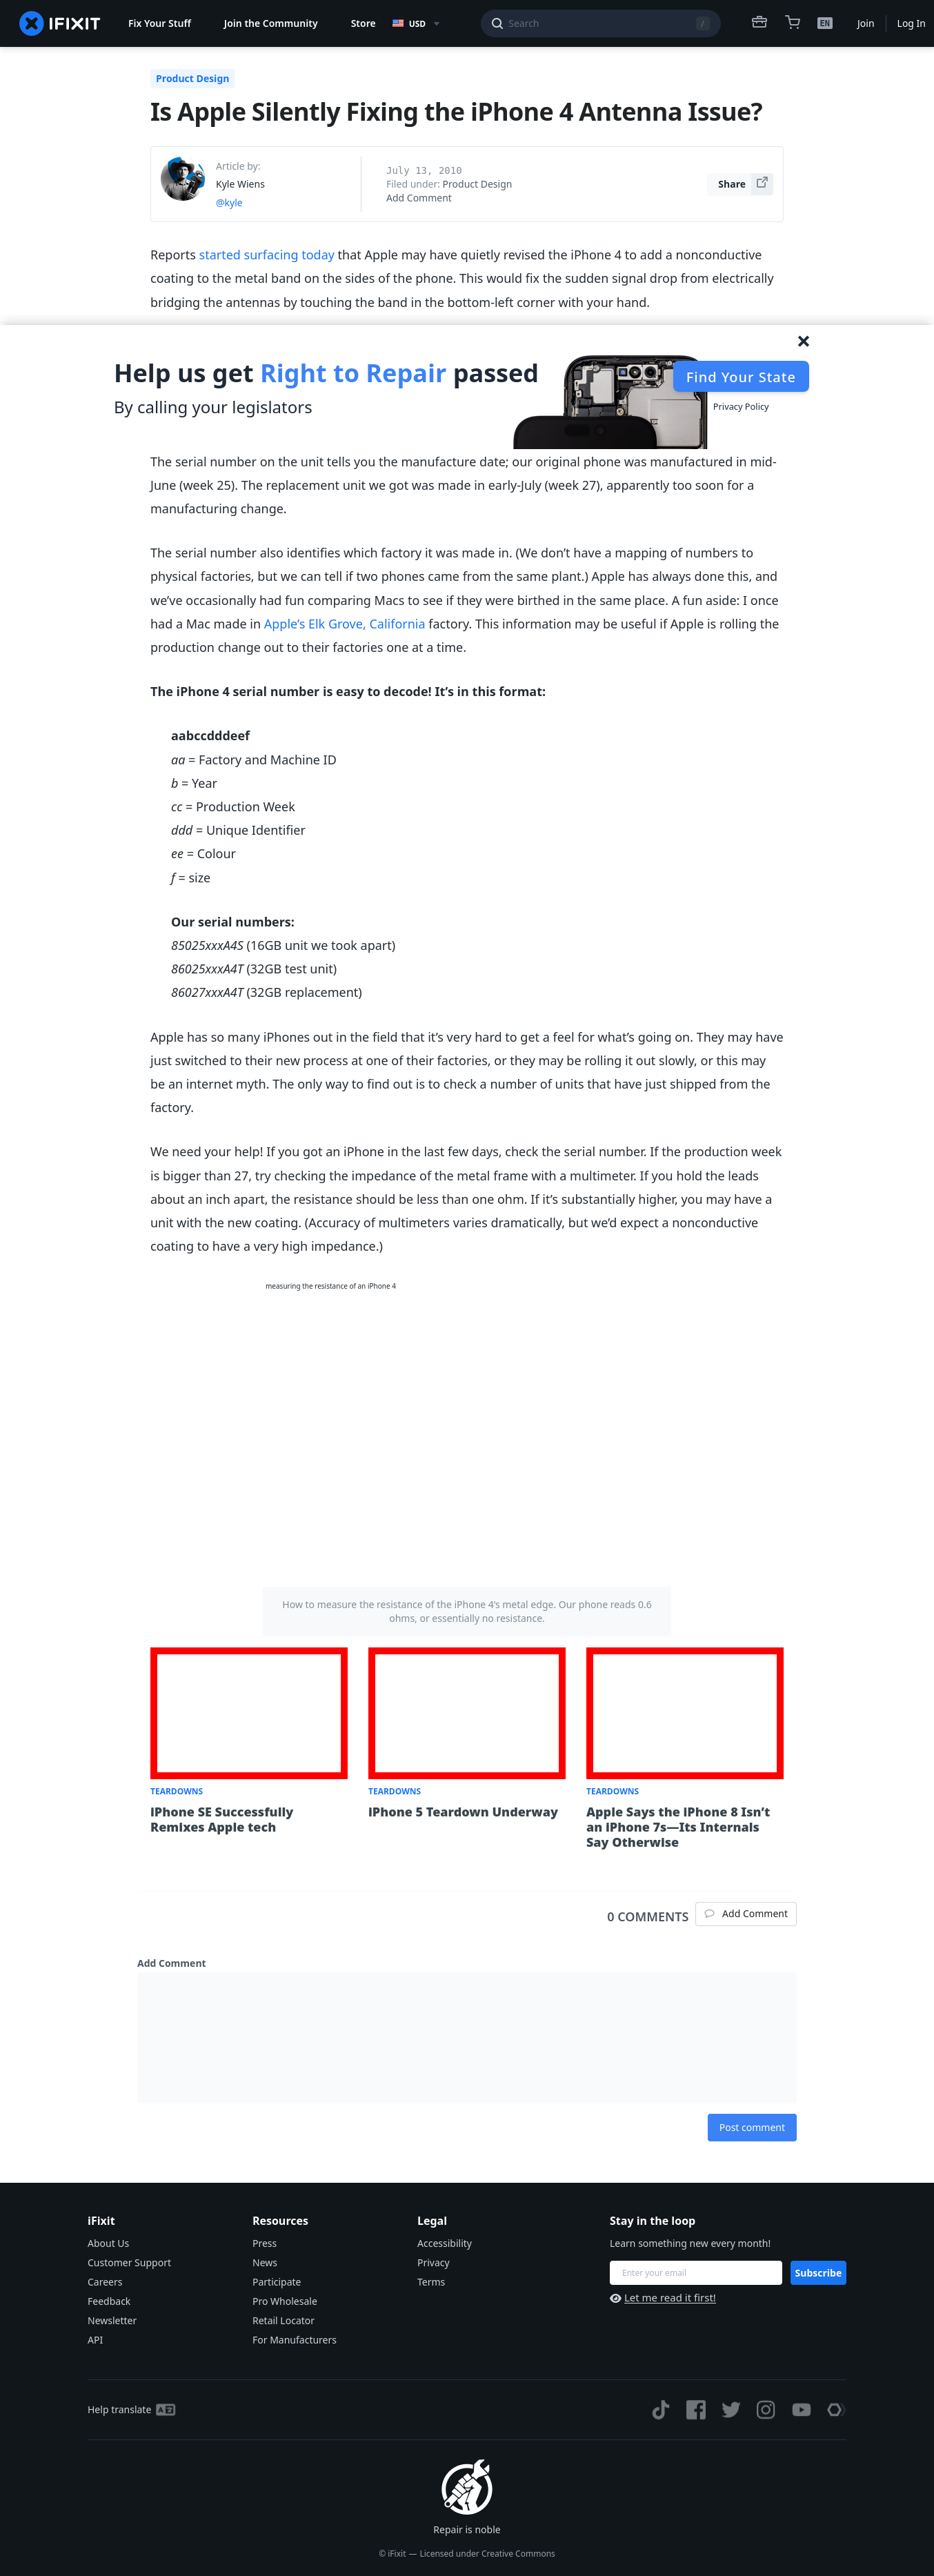 IFIXIT
Fix Your Stuff
Join the Community
Store
USD
Search
/
EN
Join
Log In
Product Design
Is Apple Silently Fixing the iPhone 4 Antenna Issue?
Article by:
Kyle Wiens
@kyle
July 13, 2010
Filed under: Product Design
Add Comment
Share
Reports started surfacing today that Apple may have quietly revised the iPhone 4 to add a nonconductive
coating to the metal band on the sides of the phone. This would fix the sudden signal drop from electrically
bridging the antennas by touching the band in the bottom-left corner with your hand.
Help us get Right to Repair passed
By calling your legislators
Find Your State
Privacy Policy
The serial number on the unit tells you the manufacture date; our original phone was manufactured in mid-
June (week 25). The replacement unit we got was made in early-July (week 27), apparently too soon for a
manufacturing change.
The serial number also identifies which factory it was made in. (We don’t have a mapping of numbers to
physical factories, but we can tell if two phones came from the same plant.) Apple has always done this, and
we’ve occasionally had fun comparing Macs to see if they were birthed in the same place. A fun aside: I once
had a Mac made in Apple’s Elk Grove, California factory. This information may be useful if Apple is rolling the
production change out to their factories one at a time.
The iPhone 4 serial number is easy to decode! It’s in this format:
aabccdddeef
aa = Factory and Machine ID
b = Year
cc = Production Week
ddd = Unique Identifier
ee = Colour
f = size
Our serial numbers:
85025xxxA4S (16GB unit we took apart)
86025xxxA4T (32GB test unit)
86027xxxA4T (32GB replacement)
Apple has so many iPhones out in the field that it’s very hard to get a feel for what’s going on. They may have
just switched to their new process at one of their factories, or they may be rolling it out slowly, or this may
be an internet myth. The only way to find out is to check a number of units that have just shipped from the
factory.
We need your help! If you got an iPhone in the last few days, check the serial number. If the production week
is bigger than 27, try checking the impedance of the metal frame with a multimeter. If you hold the leads
about an inch apart, the resistance should be less than one ohm. If it’s substantially higher, you may have a
unit with the new coating. (Accuracy of multimeters varies dramatically, but we’d expect a nonconductive
coating to have a very high impedance.)
measuring the resistance of an iPhone 4
How to measure the resistance of the iPhone 4’s metal edge. Our phone reads 0.6
ohms, or essentially no resistance.
TEARDOWNS
iPhone SE Successfully
Remixes Apple tech
TEARDOWNS
iPhone 5 Teardown Underway
TEARDOWNS
Apple Says the iPhone 8 Isn’t
an iPhone 7s—Its Internals
Say Otherwise
0 COMMENTS
Add Comment
Add Comment
Post comment
iFixit
About Us
Customer Support
Careers
Feedback
Newsletter
API
Resources
Press
News
Participate
Pro Wholesale
Retail Locator
For Manufacturers
Legal
Accessibility
Privacy
Terms
Stay in the loop
Learn something new every month!
Enter your email
Subscribe
Let me read it first!
Help translate
Repair is noble
© iFixit — Licensed under Creative Commons